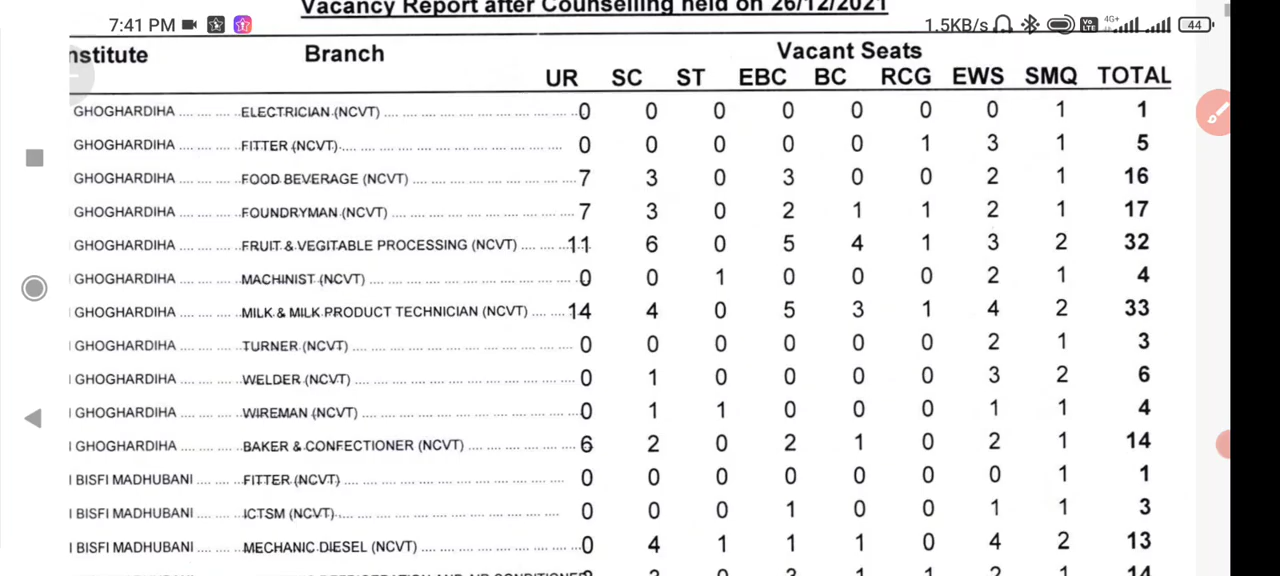 Vacancy Report after Counselling held on 26/12/2021
7:41 PM 1.5KB/s Vo LTE 4G+ 44
nstitute Branch Vacant Seats
UR SC ST EBC BC RCG EWS SMQ TOTAL
GHOGHARDIHA .... .... .... ELECTRICIAN (NCVT) 0 0 0 0 0 0 0 1 1
GHOGHARDIHA .... .... .... FITTER (NCVT) 0 0 0 0 0 1 3 1 5
GHOGHARDIHA .... .... .... FOOD BEVERAGE (NCVT) 7 3 0 3 0 0 2 1 16
GHOGHARDIHA .... .... .... FOUNDRYMAN (NCVT) 7 3 0 2 1 1 2 1 17
GHOGHARDIHA .... .... .... FRUIT & VEGITABLE PROCESSING (NCVT) 11 6 0 5 4 1 3 2 32
GHOGHARDIHA .... .... .... MACHINIST (NCVT) 0 0 1 0 0 0 2 1 4
I GHOGHARDIHA .... .... .... MILK & MILK PRODUCT TECHNICIAN (NCVT) 14 4 0 5 3 1 4 2 33
I GHOGHARDIHA .... .... .... TURNER (NCVT) 0 0 0 0 0 0 2 1 3
I GHOGHARDIHA .... .... .... WELDER (NCVT) 0 1 0 0 0 0 3 2 6
I GHOGHARDIHA .... .... .... WIREMAN (NCVT) 0 1 1 0 0 0 1 1 4
I GHOGHARDIHA .... .... .... BAKER & CONFECTIONER (NCVT) 6 2 0 2 1 0 2 1 14
I BISFI MADHUBANI .... .... .... FITTER (NCVT) 0 0 0 0 0 0 0 1 1
I BISFI MADHUBANI .... .... .... ICTSM (NCVT) 0 0 0 1 0 0 1 1 3
I BISFI MADHUBANI .... .... .... MECHANIC DIESEL (NCVT) 0 4 1 1 1 0 4 2 13